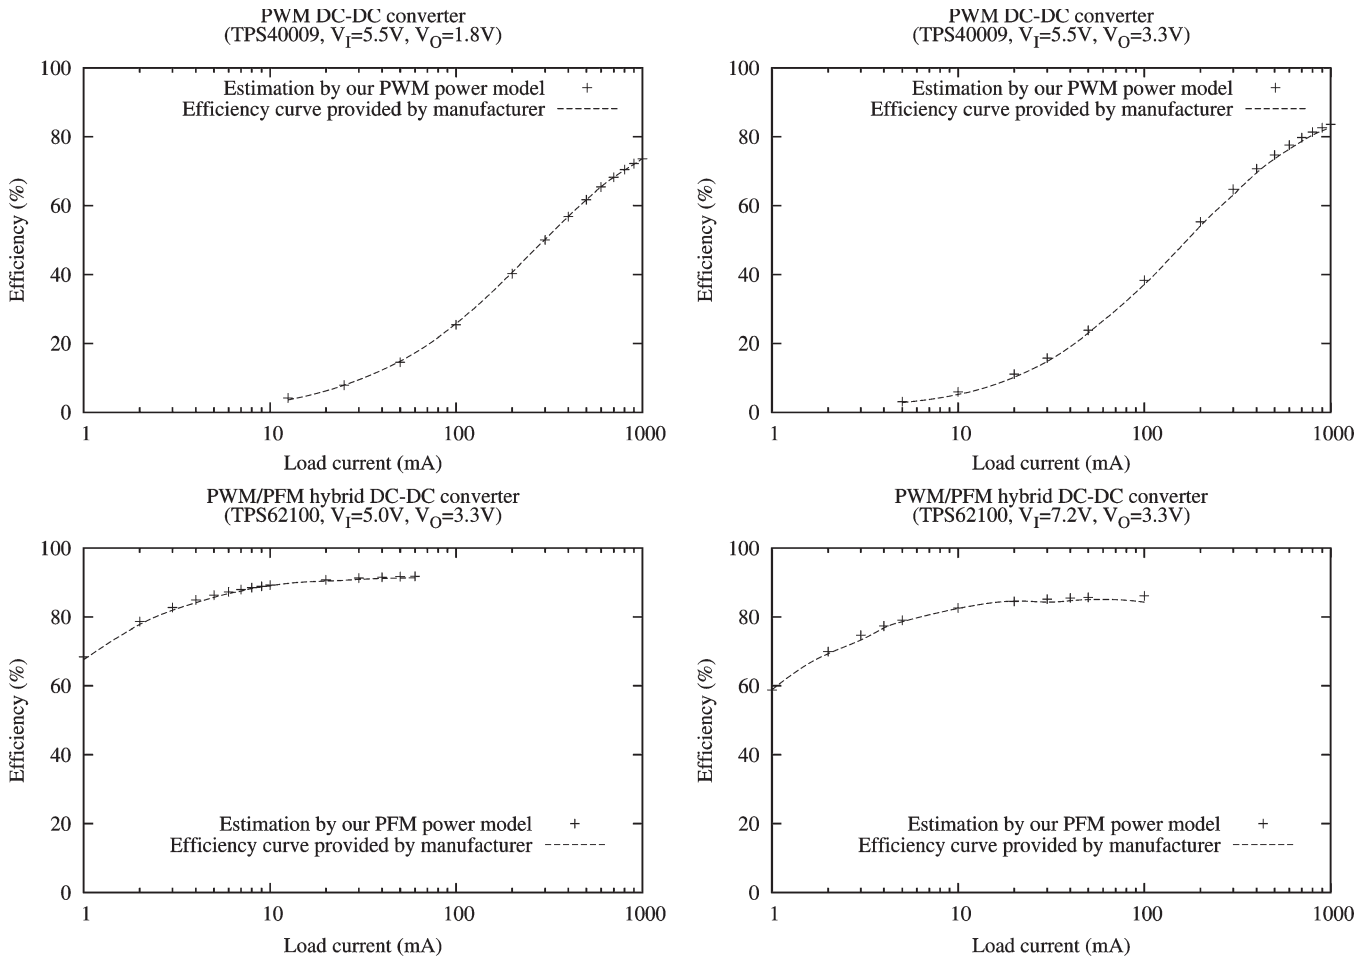 PWM DC-DC converter
(TPS40009, VI=5.5V, VO=1.8V)
100
80
60
40
20
0
Efficiency (%)
Estimation by our PWM power model
Efficiency curve provided by manufacturer
1
10
100
1000
Load current (mA)
PWM DC-DC converter
(TPS40009, VI=5.5V, VO=3.3V)
100
80
60
40
20
0
Efficiency (%)
Estimation by our PWM power model
Efficiency curve provided by manufacturer
1
10
100
1000
Load current (mA)
PWM/PFM hybrid DC-DC converter
(TPS62100, VI=5.0V, VO=3.3V)
100
80
60
40
20
0
Efficiency (%)
Estimation by our PFM power model
Efficiency curve provided by manufacturer
1
10
100
1000
Load current (mA)
PWM/PFM hybrid DC-DC converter
(TPS62100, VI=7.2V, VO=3.3V)
100
80
60
40
20
0
Efficiency (%)
Estimation by our PFM power model
Efficiency curve provided by manufacturer
1
10
100
1000
Load current (mA)